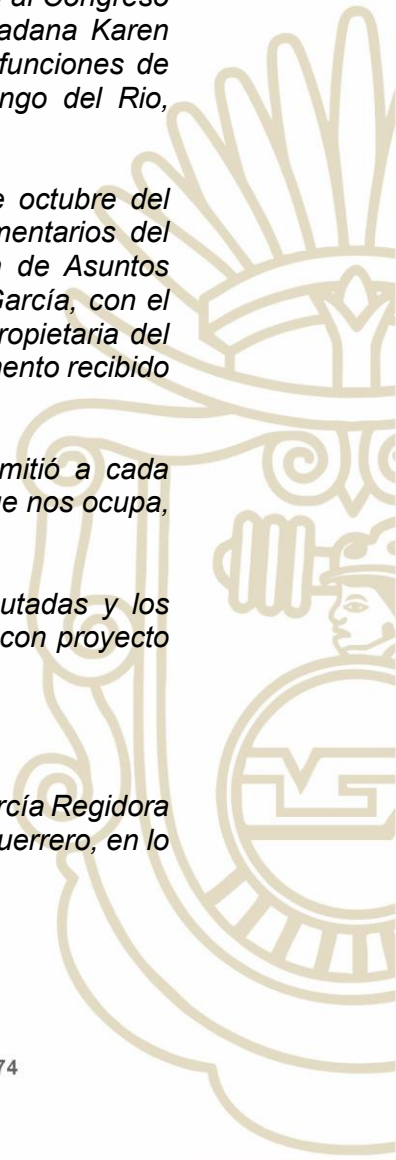 al Congreso
adana Karen
funciones de
ngo del Rio,
e octubre del
mentarios del
de Asuntos
García, con el
ropietaria del
mento recibido
mitió a cada
ue nos ocupa,
utadas y los
con proyecto
rcía Regidora
uerrero, en lo
74